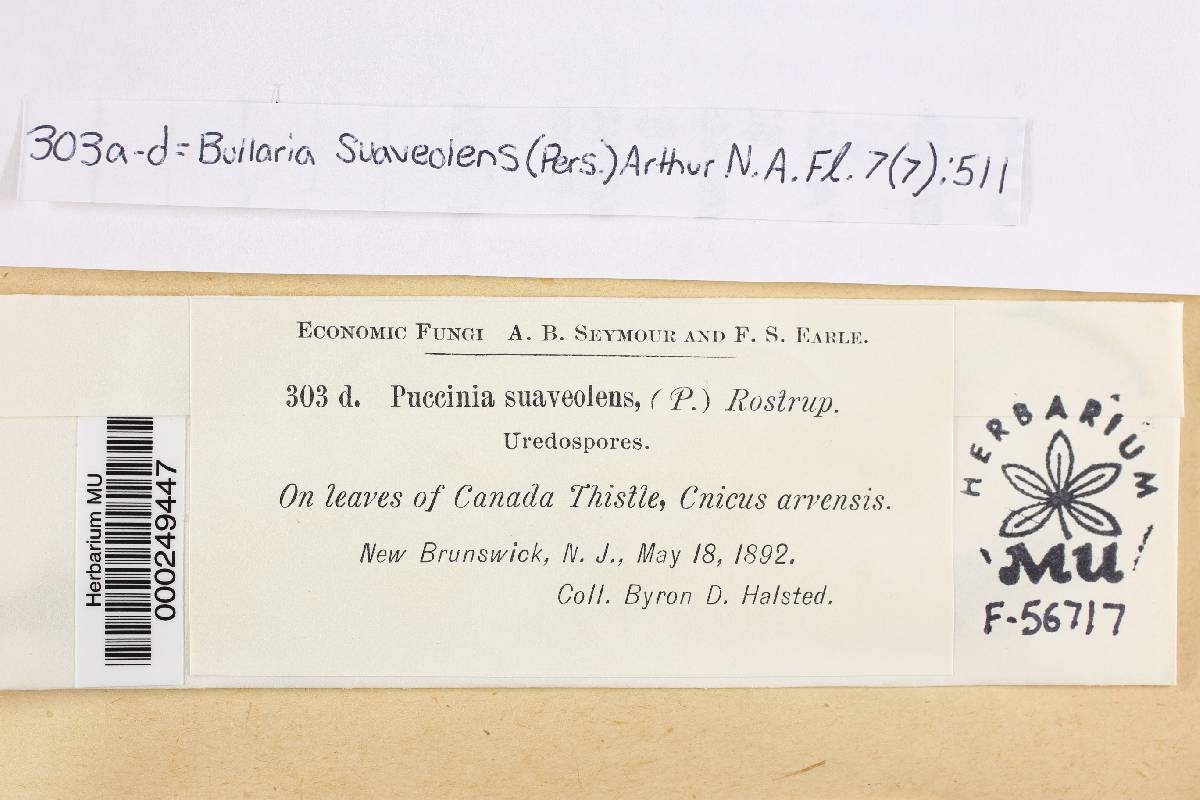 303a-d = Bullaria Suaveolens (Pers.) Arthur N.A.Fl. 7(7):511
Economic Fungi A. B. Seymour and F. S. Earle.
303 d. Puccinia suaveolens, (P.) Rostrup.
Uredospores.
On leaves of Canada Thistle, Cnicus arvensis.
New Brunswick, N. J., May 18, 1892.
Coll. Byron D. Halsted.
Herbarium MU
000249447
HERBARIUM
MU
F-56717